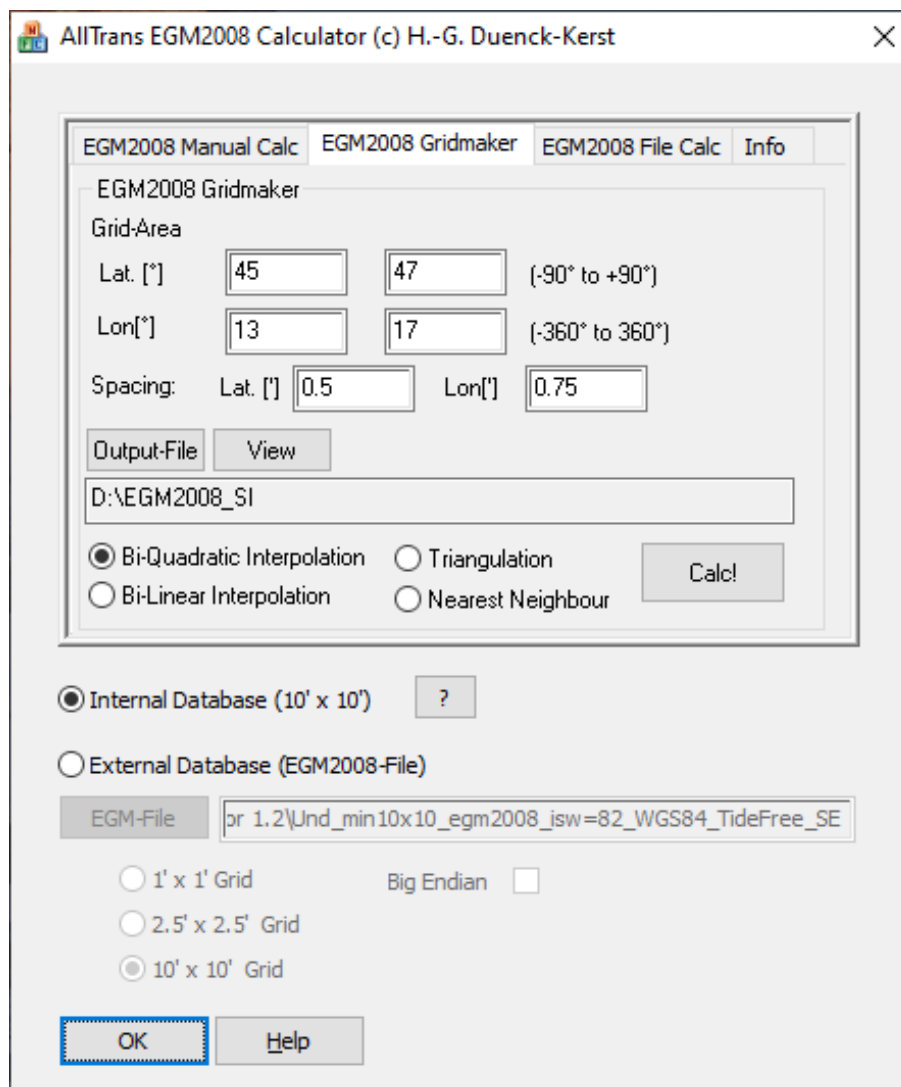 AllTrans EGM2008 Calculator (c) H.-G. Duenck-Kerst
EGM2008 Manual Calc EGM2008 Gridmaker EGM2008 File Calc Info
EGM2008 Gridmaker
Grid-Area
Lat. [°] 45 47 (-90° to +90°)
Lon[°] 13 17 (-360° to 360°)
Spacing: Lat. ['] 0.5 Lon['] 0.75
Output-File View
D:\EGM2008_SI
Bi-Quadratic Interpolation Triangulation
Bi-Linear Interpolation Nearest Neighbour
Calc!
Internal Database (10' x 10') ?
External Database (EGM2008-File)
EGM-File or 1.2\Und_min10x10_egm2008_isw=82_WGS84_TideFree_SE
1' x 1' Grid Big Endian
2.5' x 2.5' Grid
10' x 10' Grid
OK Help